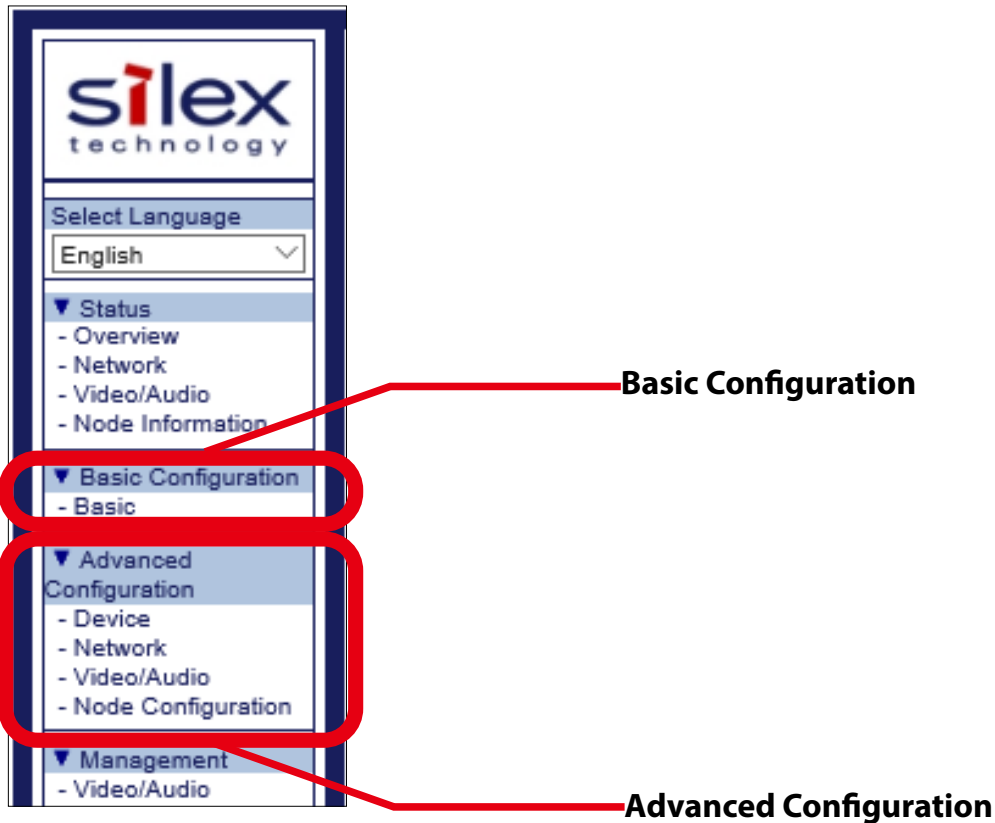 silex
technology
Select Language
English
▼ Status
- Overview
- Network
- Video/Audio
- Node Information
Basic Configuration
▼ Basic Configuration
- Basic
▼ Advanced
Configuration
- Device
- Network
- Video/Audio
- Node Configuration
▼ Management
- Video/Audio
Advanced Configuration